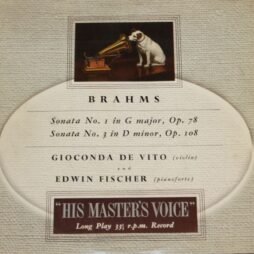 BRAHMS
Sonata No. 1 in G major, Op. 78
Sonata No. 3 in D minor, Op. 108
GIOCONDA DE VITO (violin)
and
EDWIN FISCHER (pianoforte)
"HIS MASTER'S VOICE"
Long Play 33⅓ r.p.m. Record